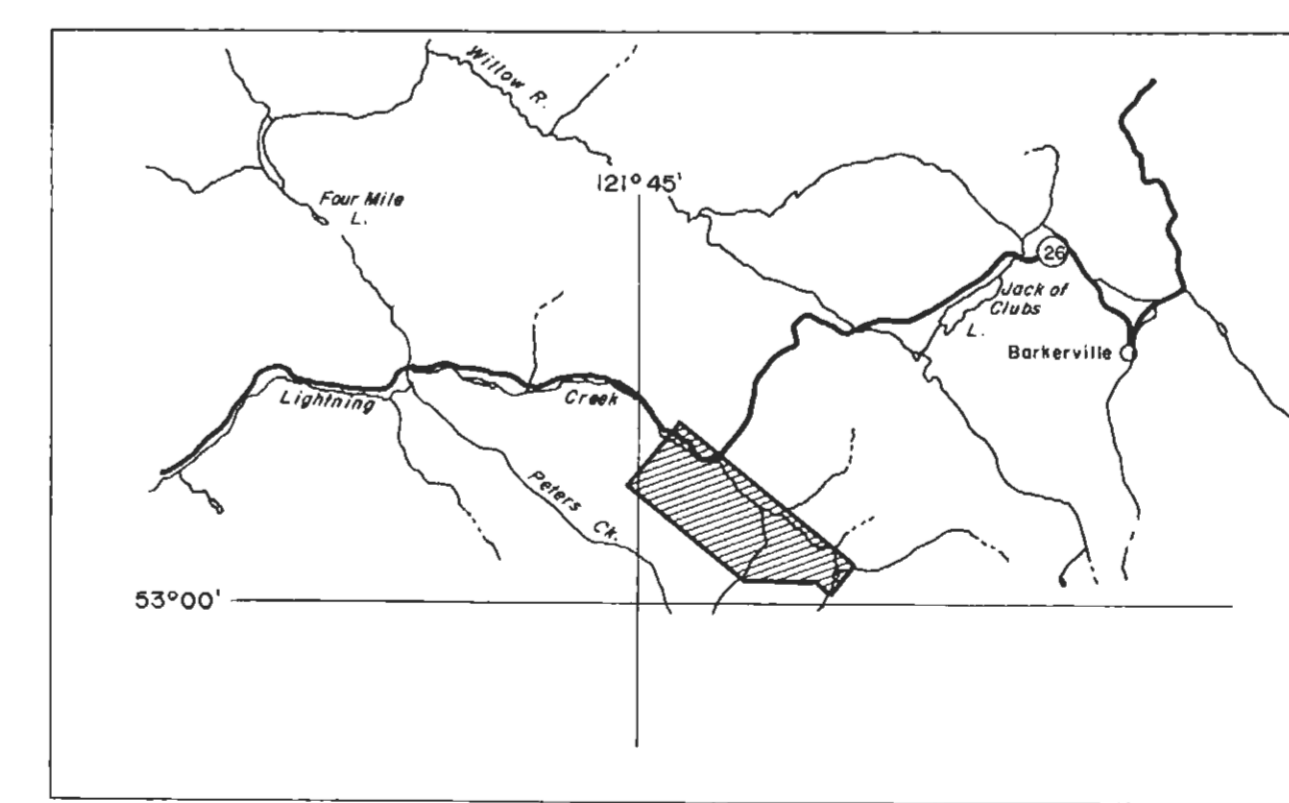 Willow R.
121° 45'
Four Mile
L.
26
Jack of
Clubs
L.
Barkerville
Lightning
Creek
Peters Ck.
53°00'